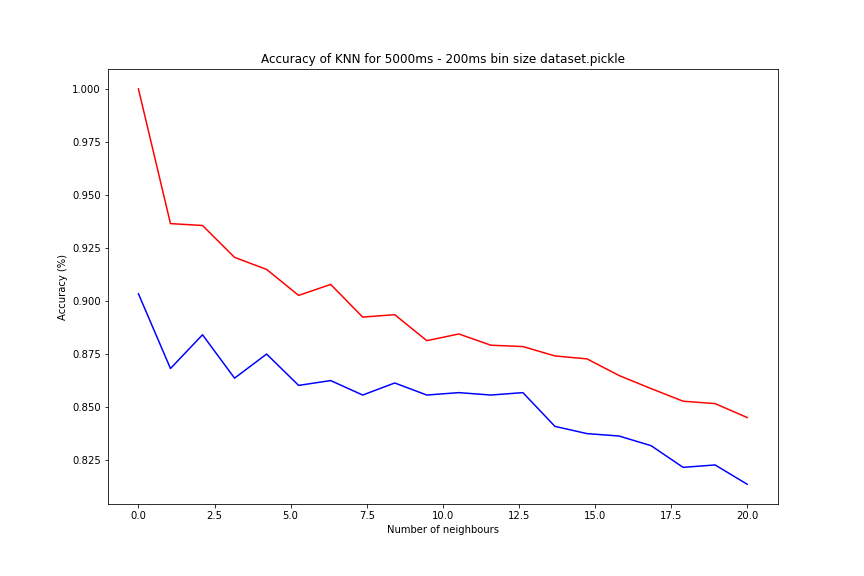 Accuracy of KNN for 5000ms - 200ms bin size dataset.pickle
Accuracy (%)
1.000
0.975
0.950
0.925
0.900
0.875
0.850
0.825
0.0 2.5 5.0 7.5 10.0 12.5 15.0 17.5 20.0
Number of neighbours